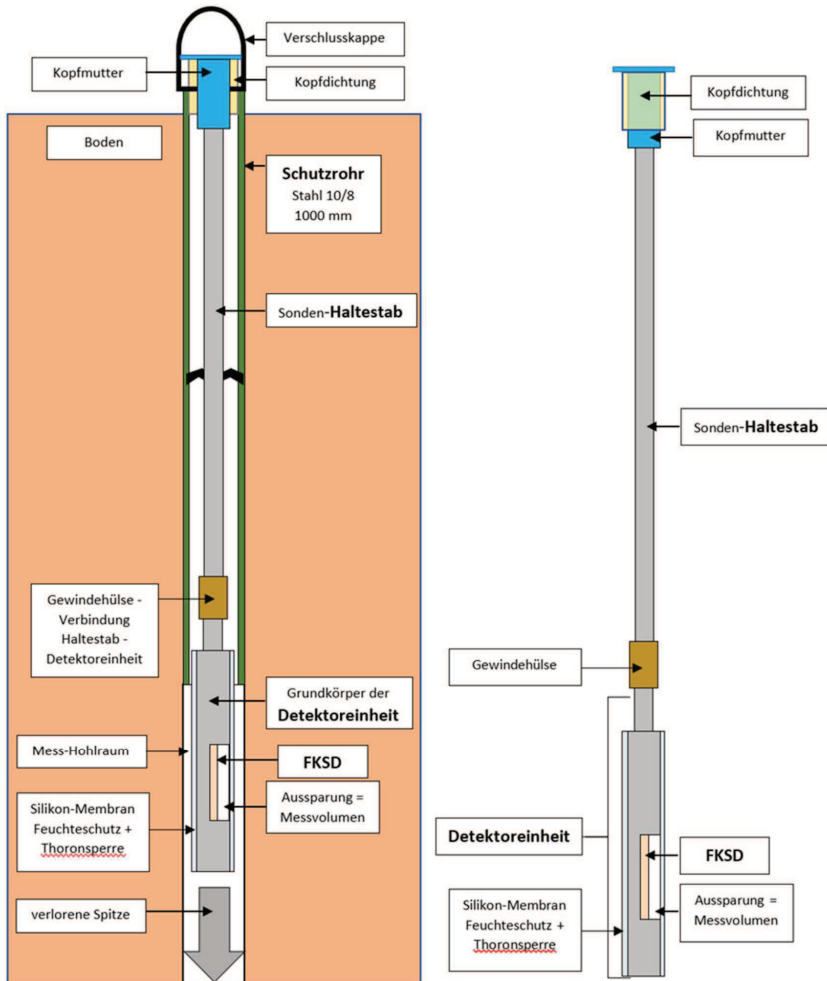 Verschlusskappe
Kopfmutter
Kopfdichtung
Boden
Schutzrohr
Stahl 10/8
1000 mm
Sonden-Haltestab
Gewindehülse -
Verbindung
Haltestab -
Detektoreinheit
Grundkörper der
Detektoreinheit
Mess-Hohlraum
FKSD
Silikon-Membran
Feuchteschutz +
Thoronsperre
Aussparung =
Messvolumen
verlorene Spitze
Kopfdichtung
Kopfmutter
Sonden-Haltestab
Gewindehülse
Detektoreinheit
FKSD
Silikon-Membran
Feuchteschutz +
Thoronsperre
Aussparung =
Messvolumen